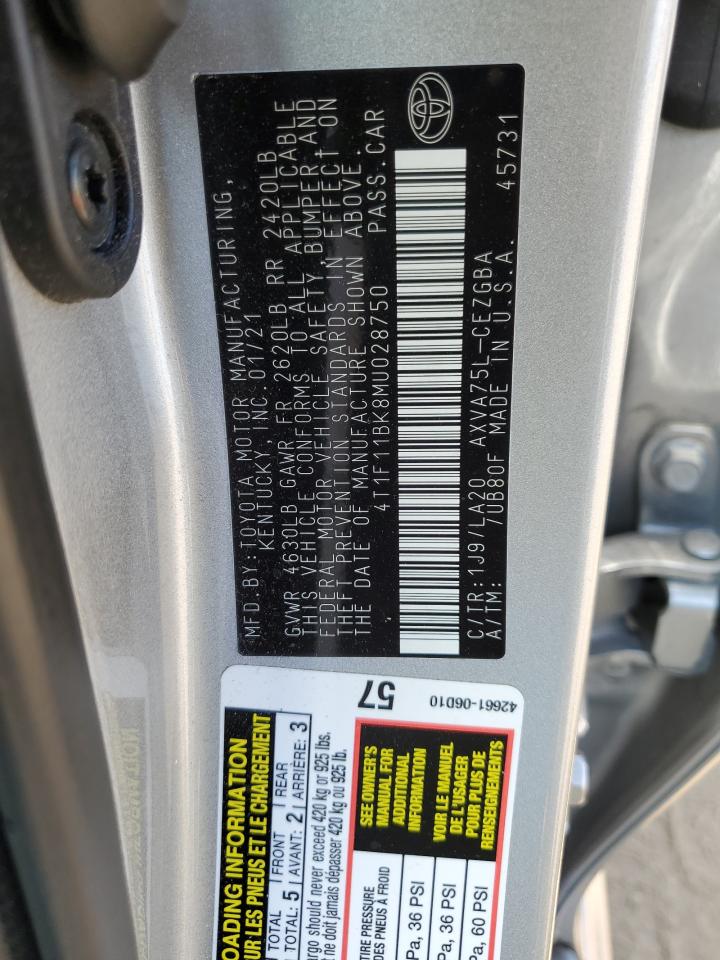 MFD.BY:TOYOTA MOTOR MANUFACTURING,
KENTUCKY, INC. 01/21
GVWR 4630LB GAWR FR 2620LB RR 2420LB
THIS VEHICLE CONFORMS TO ALL APPLICABLE
FEDERAL MOTOR VEHICLE SAFETY, BUMPER AND
THEFT PREVENTION STANDARDS IN EFFECT ON
THE DATE OF MANUFACTURE SHOWN ABOVE.
4T1F11BK8MU028750 PASS.CAR
C/TR:1J9/LA20 AXVA75L-CEZGBA
A/TM: /UB80F MADE IN U.S.A. 45731
OADING INFORMATION
UR LES PNEUS ET LE CHARGEMENT
TOTAL 5 FRONT 2 REAR 3
TOTAL: AVANT: ARRIÈRE:
rgo should never exceed 420 kg or 925 lbs.
ne doit jamais dépasser 420 kg ou 925 lb.
57
42661-06D10
TIRE PRESSURE
DES PNEUS À FROID
Pa, 36 PSI
Pa, 36 PSI
Pa, 60 PSI
SEE OWNER'S
MANUAL FOR
ADDITIONAL
INFORMATION
VOIR LE MANUEL
DE L'USAGER
POUR PLUS DE
RENSEIGNEMENTS